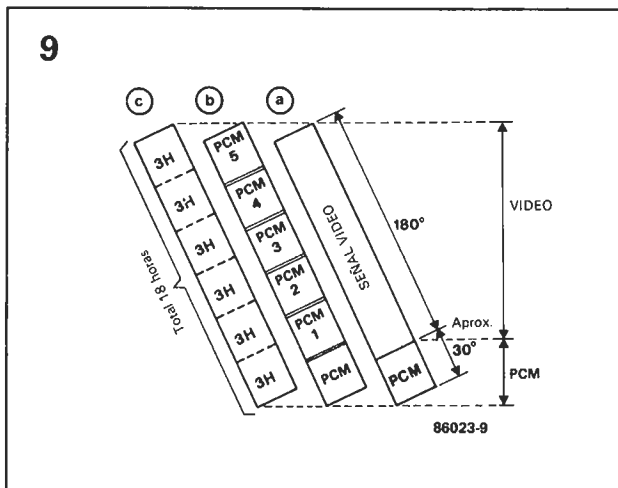 9
c b a
3H
3H
3H
3H
3H
3H
Total 18 horas
PCM 5
PCM 4
PCM 3
PCM 2
PCM 1
PCM
SEÑAL VIDEO
PCM
180°
Aprox.
30°
VIDEO
PCM
86023-9